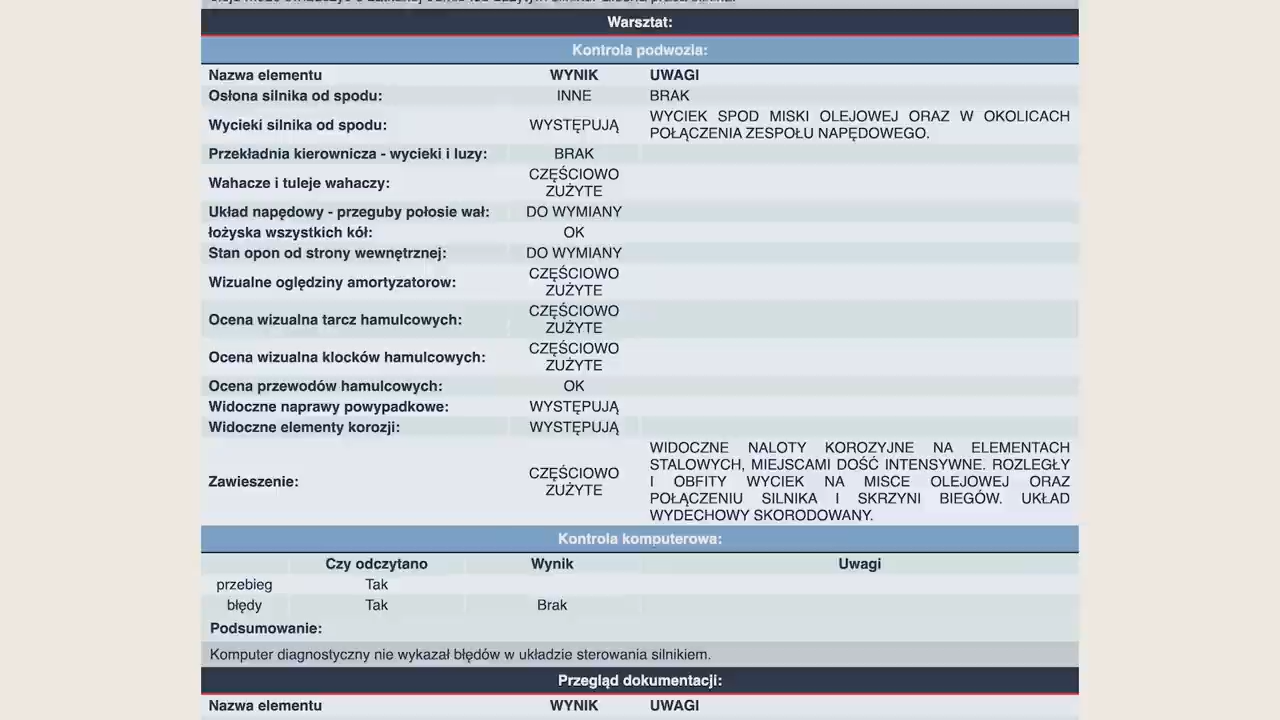 Warsztat:
Kontrola podwozia:
Nazwa elementu WYNIK UWAGI
Osłona silnika od spodu: INNE BRAK
Wycieki silnika od spodu: WYSTĘPUJĄ WYCIEK SPOD MISKI OLEJOWEJ ORAZ W OKOLICACH
POŁĄCZENIA ZESPOŁU NAPĘDOWEGO.
Przekładnia kierownicza - wycieki i luzy: BRAK
Wahacze i tuleje wahaczy: CZĘŚCIOWO
ZUŻYTE
Układ napędowy - przeguby połosie wał: DO WYMIANY
łożyska wszystkich kół: OK
Stan opon od strony wewnętrznej: DO WYMIANY
Wizualne oględziny amortyzatorow: CZĘŚCIOWO
ZUŻYTE
Ocena wizualna tarcz hamulcowych: CZĘŚCIOWO
ZUŻYTE
Ocena wizualna klocków hamulcowych: CZĘŚCIOWO
ZUŻYTE
Ocena przewodów hamulcowych: OK
Widoczne naprawy powypadkowe: WYSTĘPUJĄ
Widoczne elementy korozji: WYSTĘPUJĄ
Zawieszenie: CZĘŚCIOWO
ZUŻYTE
WIDOCZNE NALOTY KOROZYJNE NA ELEMENTACH
STALOWYCH, MIEJSCAMI DOŚĆ INTENSYWNE. ROZLEGŁY
I OBFITY WYCIEK NA MISCE OLEJOWEJ ORAZ
POŁĄCZENIU SILNIKA I SKRZYNI BIEGÓW. UKŁAD
WYDECHOWY SKORODOWANY.
Kontrola komputerowa:
Czy odczytano Wynik Uwagi
przebieg Tak
błędy Tak Brak
Podsumowanie:
Komputer diagnostyczny nie wykazał błędów w układzie sterowania silnikiem.
Przegląd dokumentacji:
Nazwa elementu WYNIK UWAGI